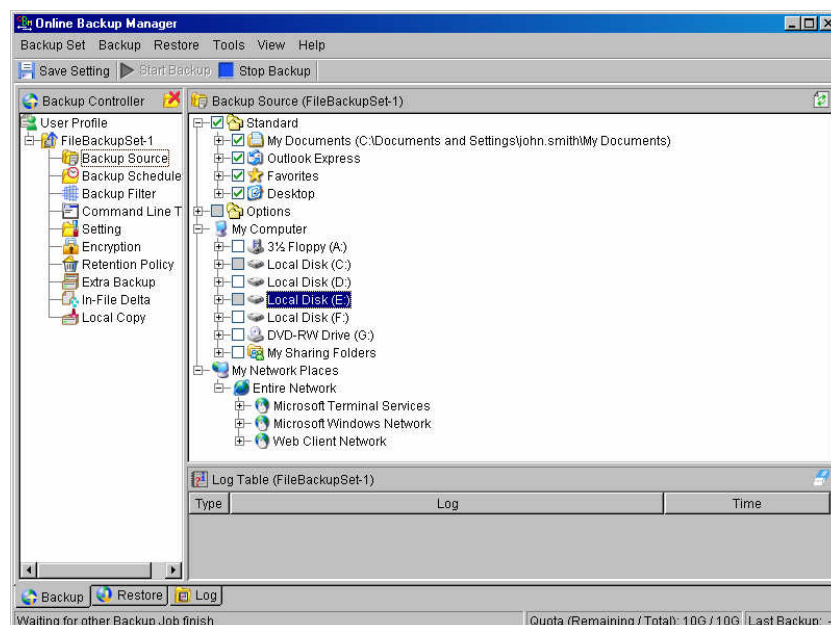 Online Backup Manager
Backup Set Backup Restore Tools View Help
Save Setting Start Backup Stop Backup
Backup Controller
User Profile
FileBackupSet-1
Backup Source
Backup Schedule
Backup Filter
Command Line T
Setting
Encryption
Retention Policy
Extra Backup
In-File Delta
Local Copy
Backup Source (FileBackupSet-1)
Standard
My Documents (C:\Documents and Settings\john.smith\My Documents)
Outlook Express
Favorites
Desktop
Options
My Computer
3½ Floppy (A:)
Local Disk (C:)
Local Disk (D:)
Local Disk (E:)
Local Disk (F:)
DVD-RW Drive (G:)
My Sharing Folders
My Network Places
Entire Network
Microsoft Terminal Services
Microsoft Windows Network
Web Client Network
Log Table (FileBackupSet-1)
Type Log Time
Backup Restore Log
Waiting for other Backup Job finish Quota (Remaining / Total): 10G / 10G Last Backup: -